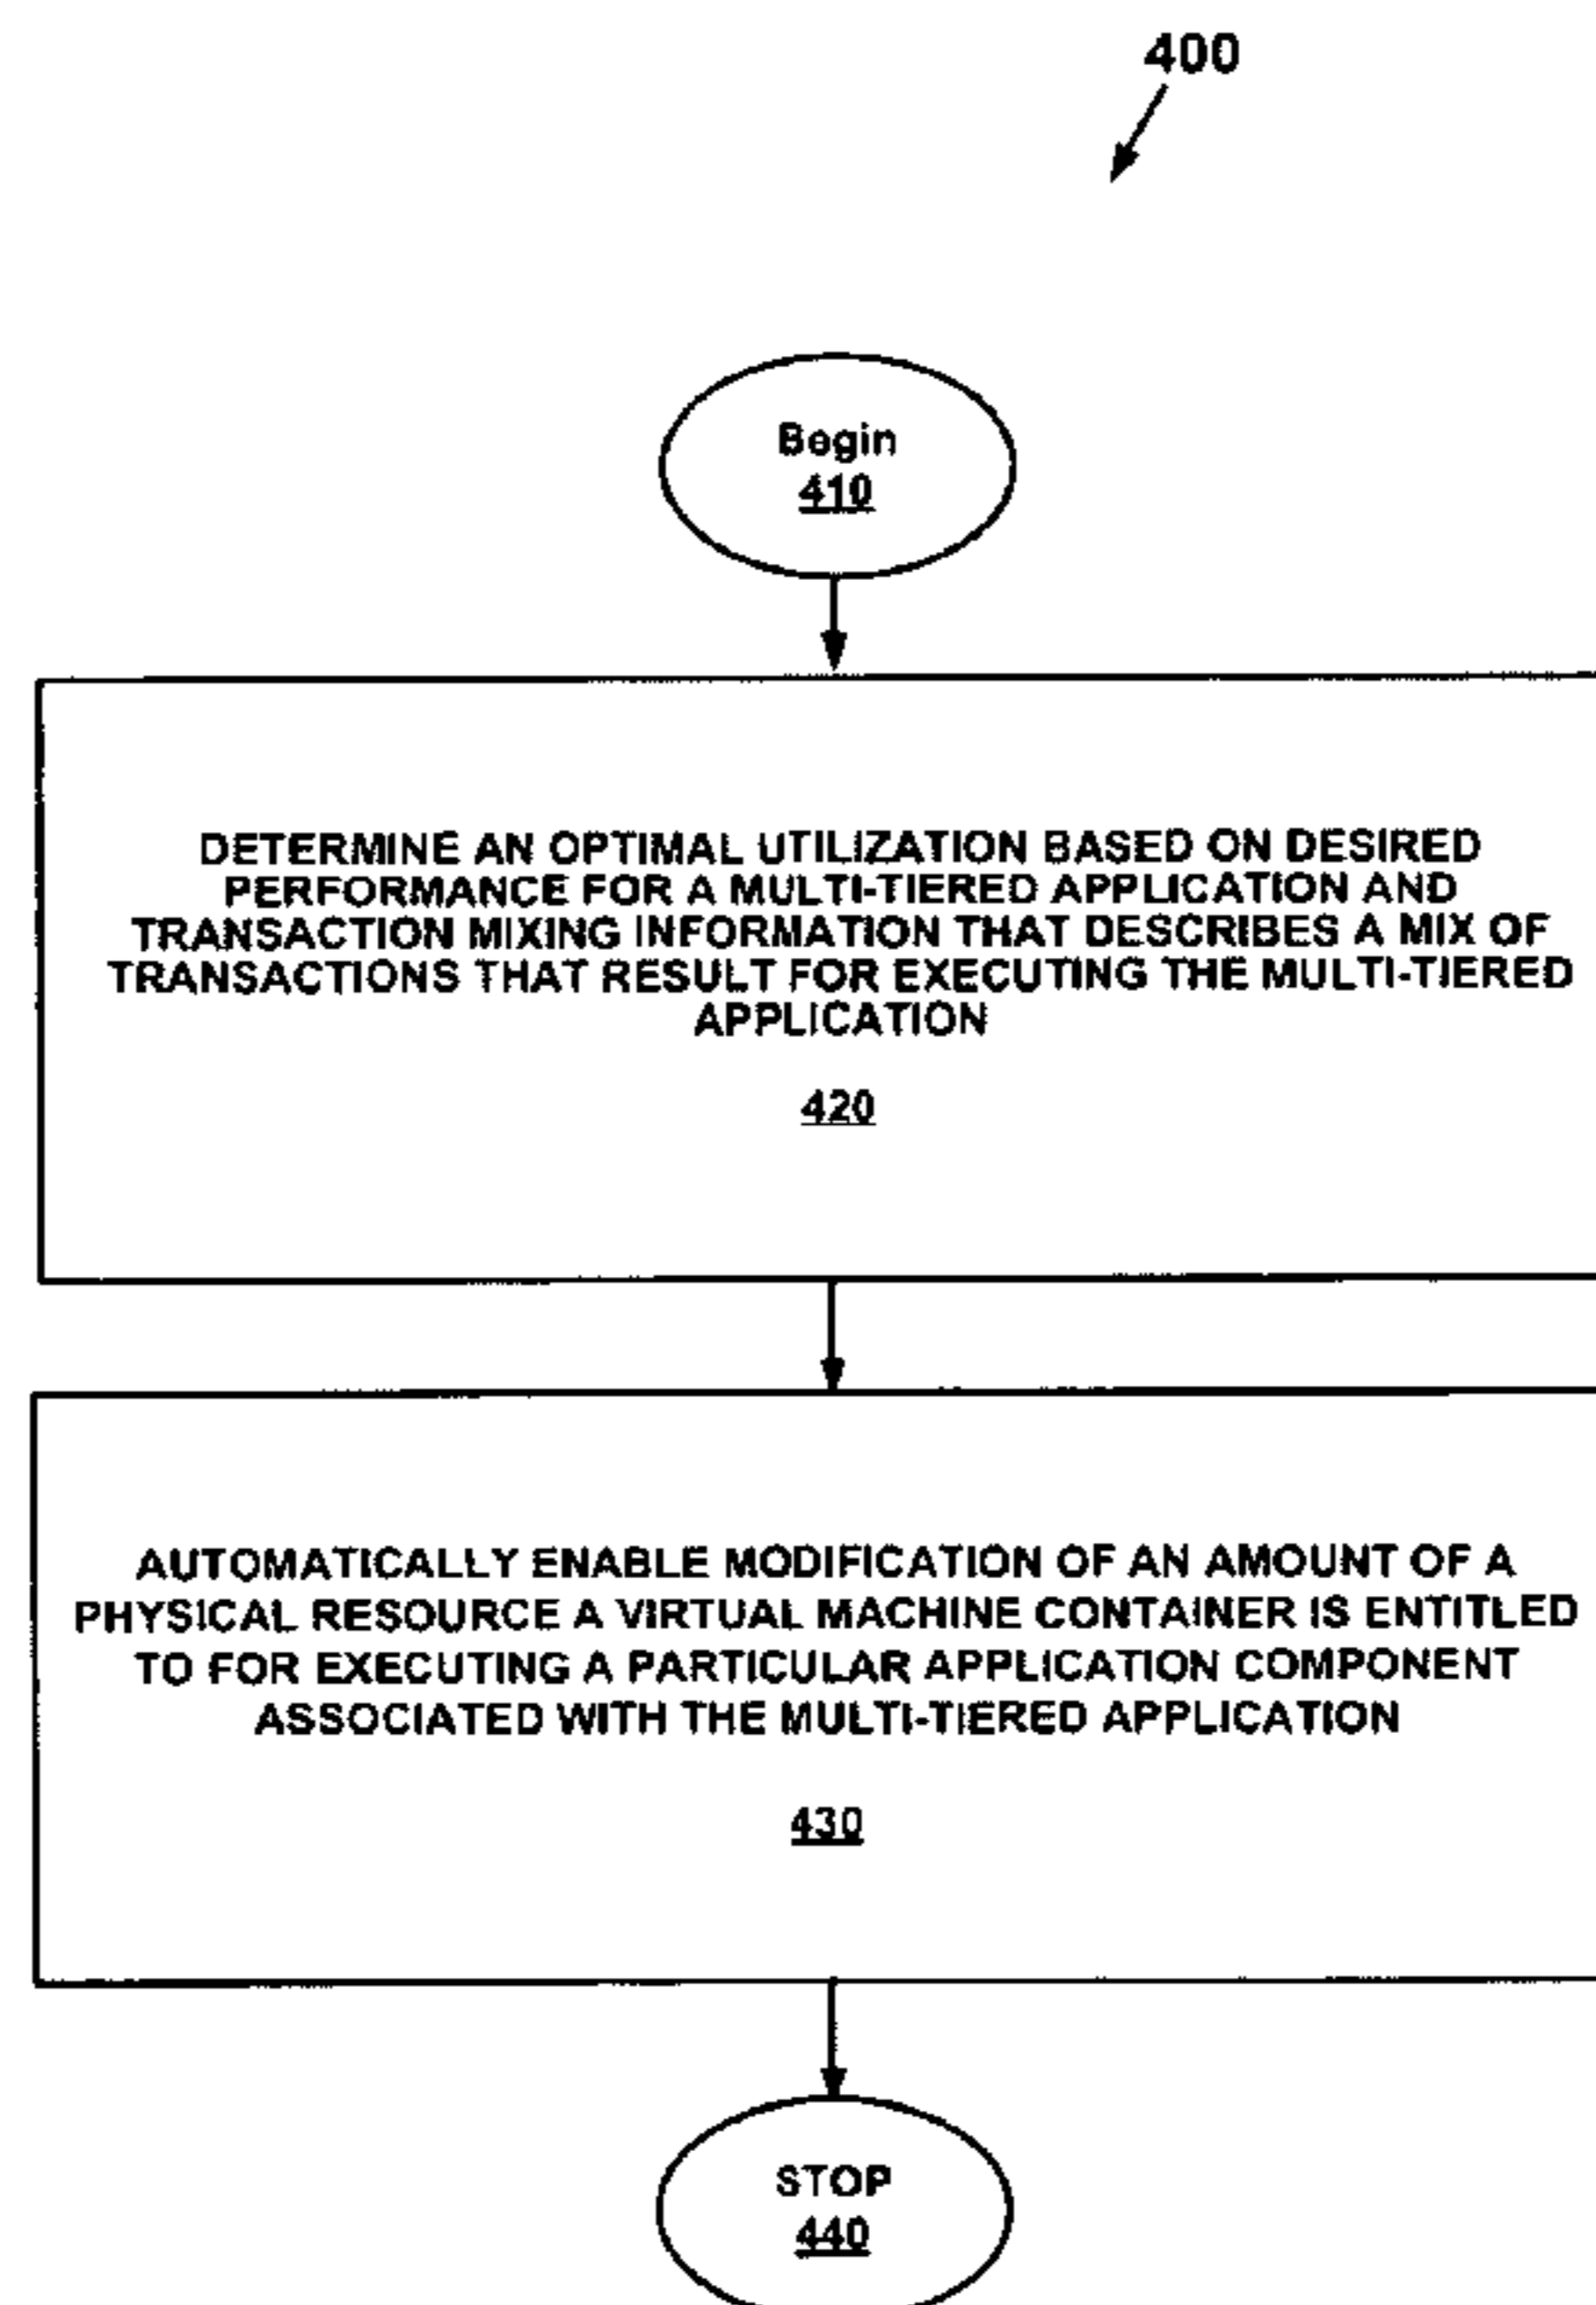 400
Begin
410
DETERMINE AN OPTIMAL UTILIZATION BASED ON DESIRED
PERFORMANCE FOR A MULTI-TIERED APPLICATION AND
TRANSACTION MIXING INFORMATION THAT DESCRIBES A MIX OF
TRANSACTIONS THAT RESULT FOR EXECUTING THE MULTI-TIERED
APPLICATION
420
AUTOMATICALLY ENABLE MODIFICATION OF AN AMOUNT OF A
PHYSICAL RESOURCE A VIRTUAL MACHINE CONTAINER IS ENTITLED
TO FOR EXECUTING A PARTICULAR APPLICATION COMPONENT
ASSOCIATED WITH THE MULTI-TIERED APPLICATION
430
STOP
440